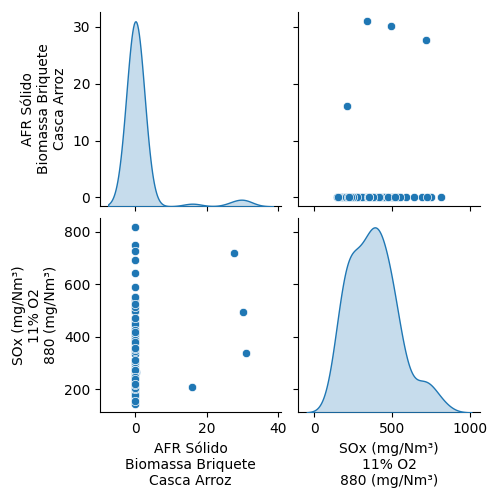 AFR Sólido
Biomassa Briquete
Casca Arroz
30
20
10
0
SOx (mg/Nm³)
11% O2
880 (mg/Nm³)
800
600
400
200
0
20
40
AFR Sólido
Biomassa Briquete
Casca Arroz
0
500
1000
SOx (mg/Nm³)
11% O2
880 (mg/Nm³)